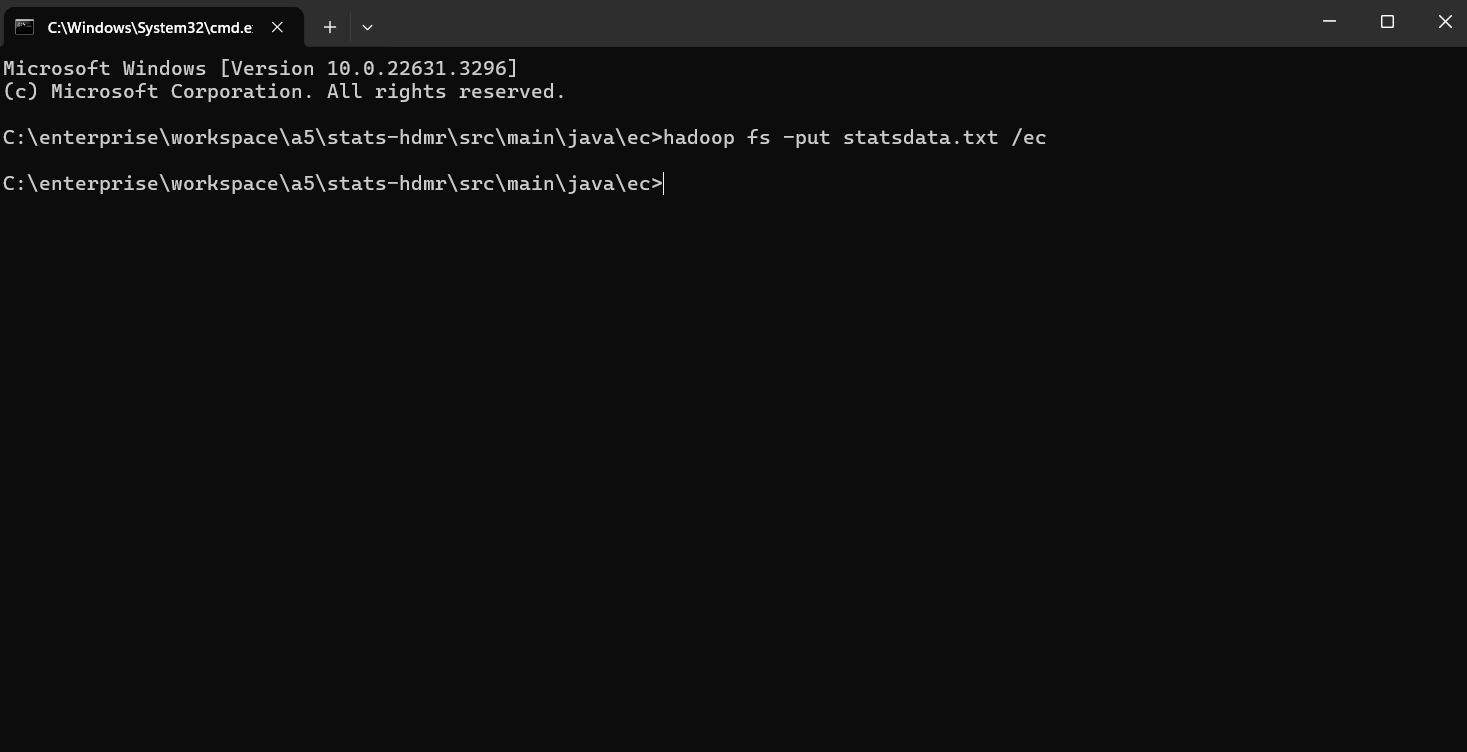 C:\Windows\System32\cmd.e
Microsoft Windows [Version 10.0.22631.3296]
(c) Microsoft Corporation. All rights reserved.
C:\enterprise\workspace\a5\stats-hdmr\src\main\java\ec>hadoop fs -put statsdata.txt /ec
C:\enterprise\workspace\a5\stats-hdmr\src\main\java\ec>